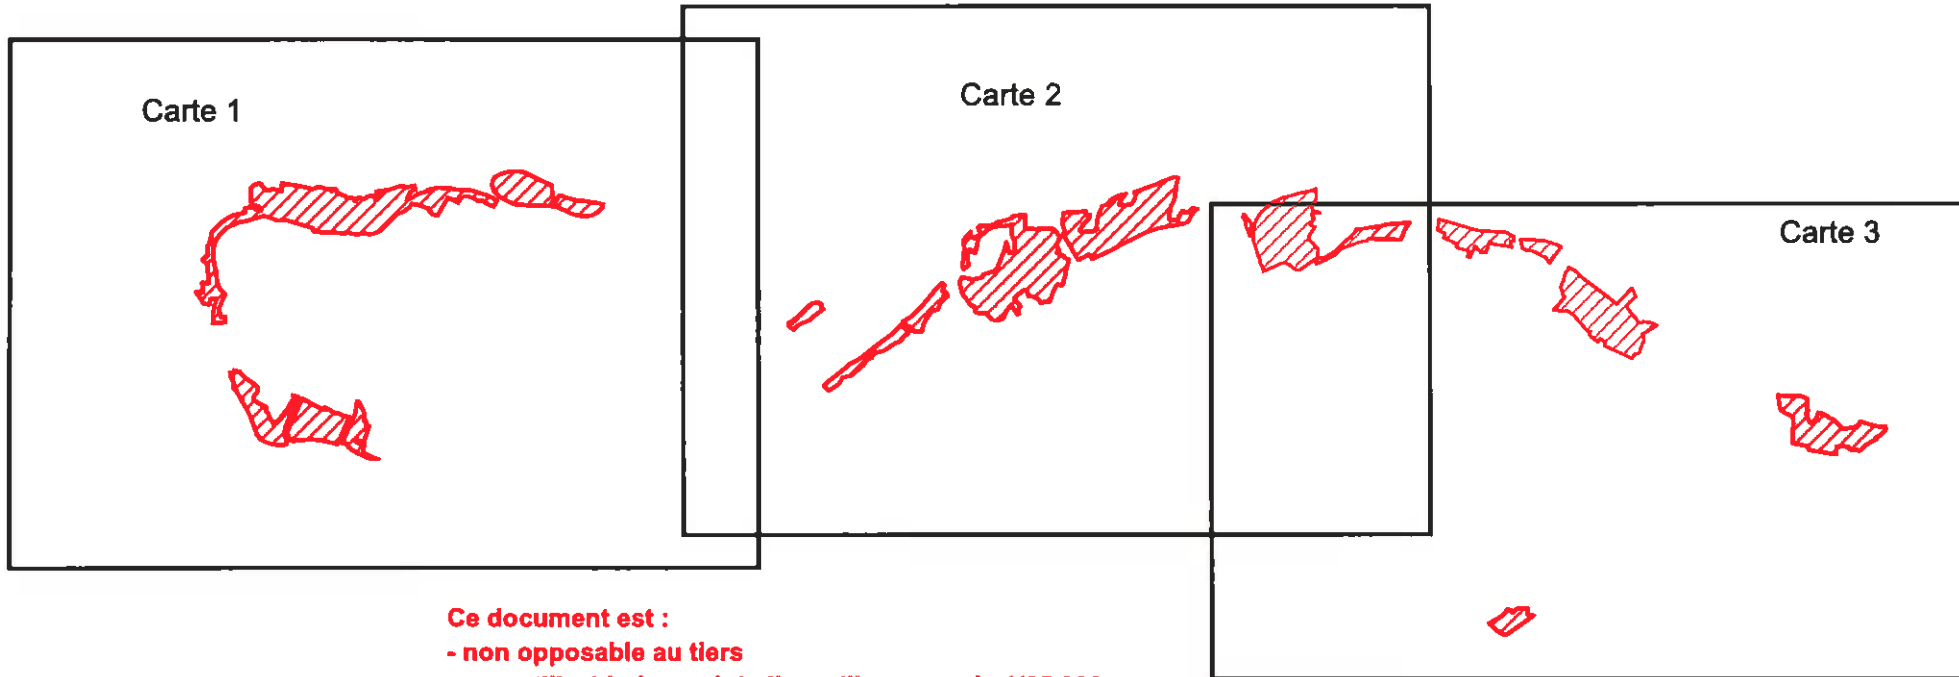 Carte 1
Carte 2
Carte 3
Ce document est :
- non opposable au tiers